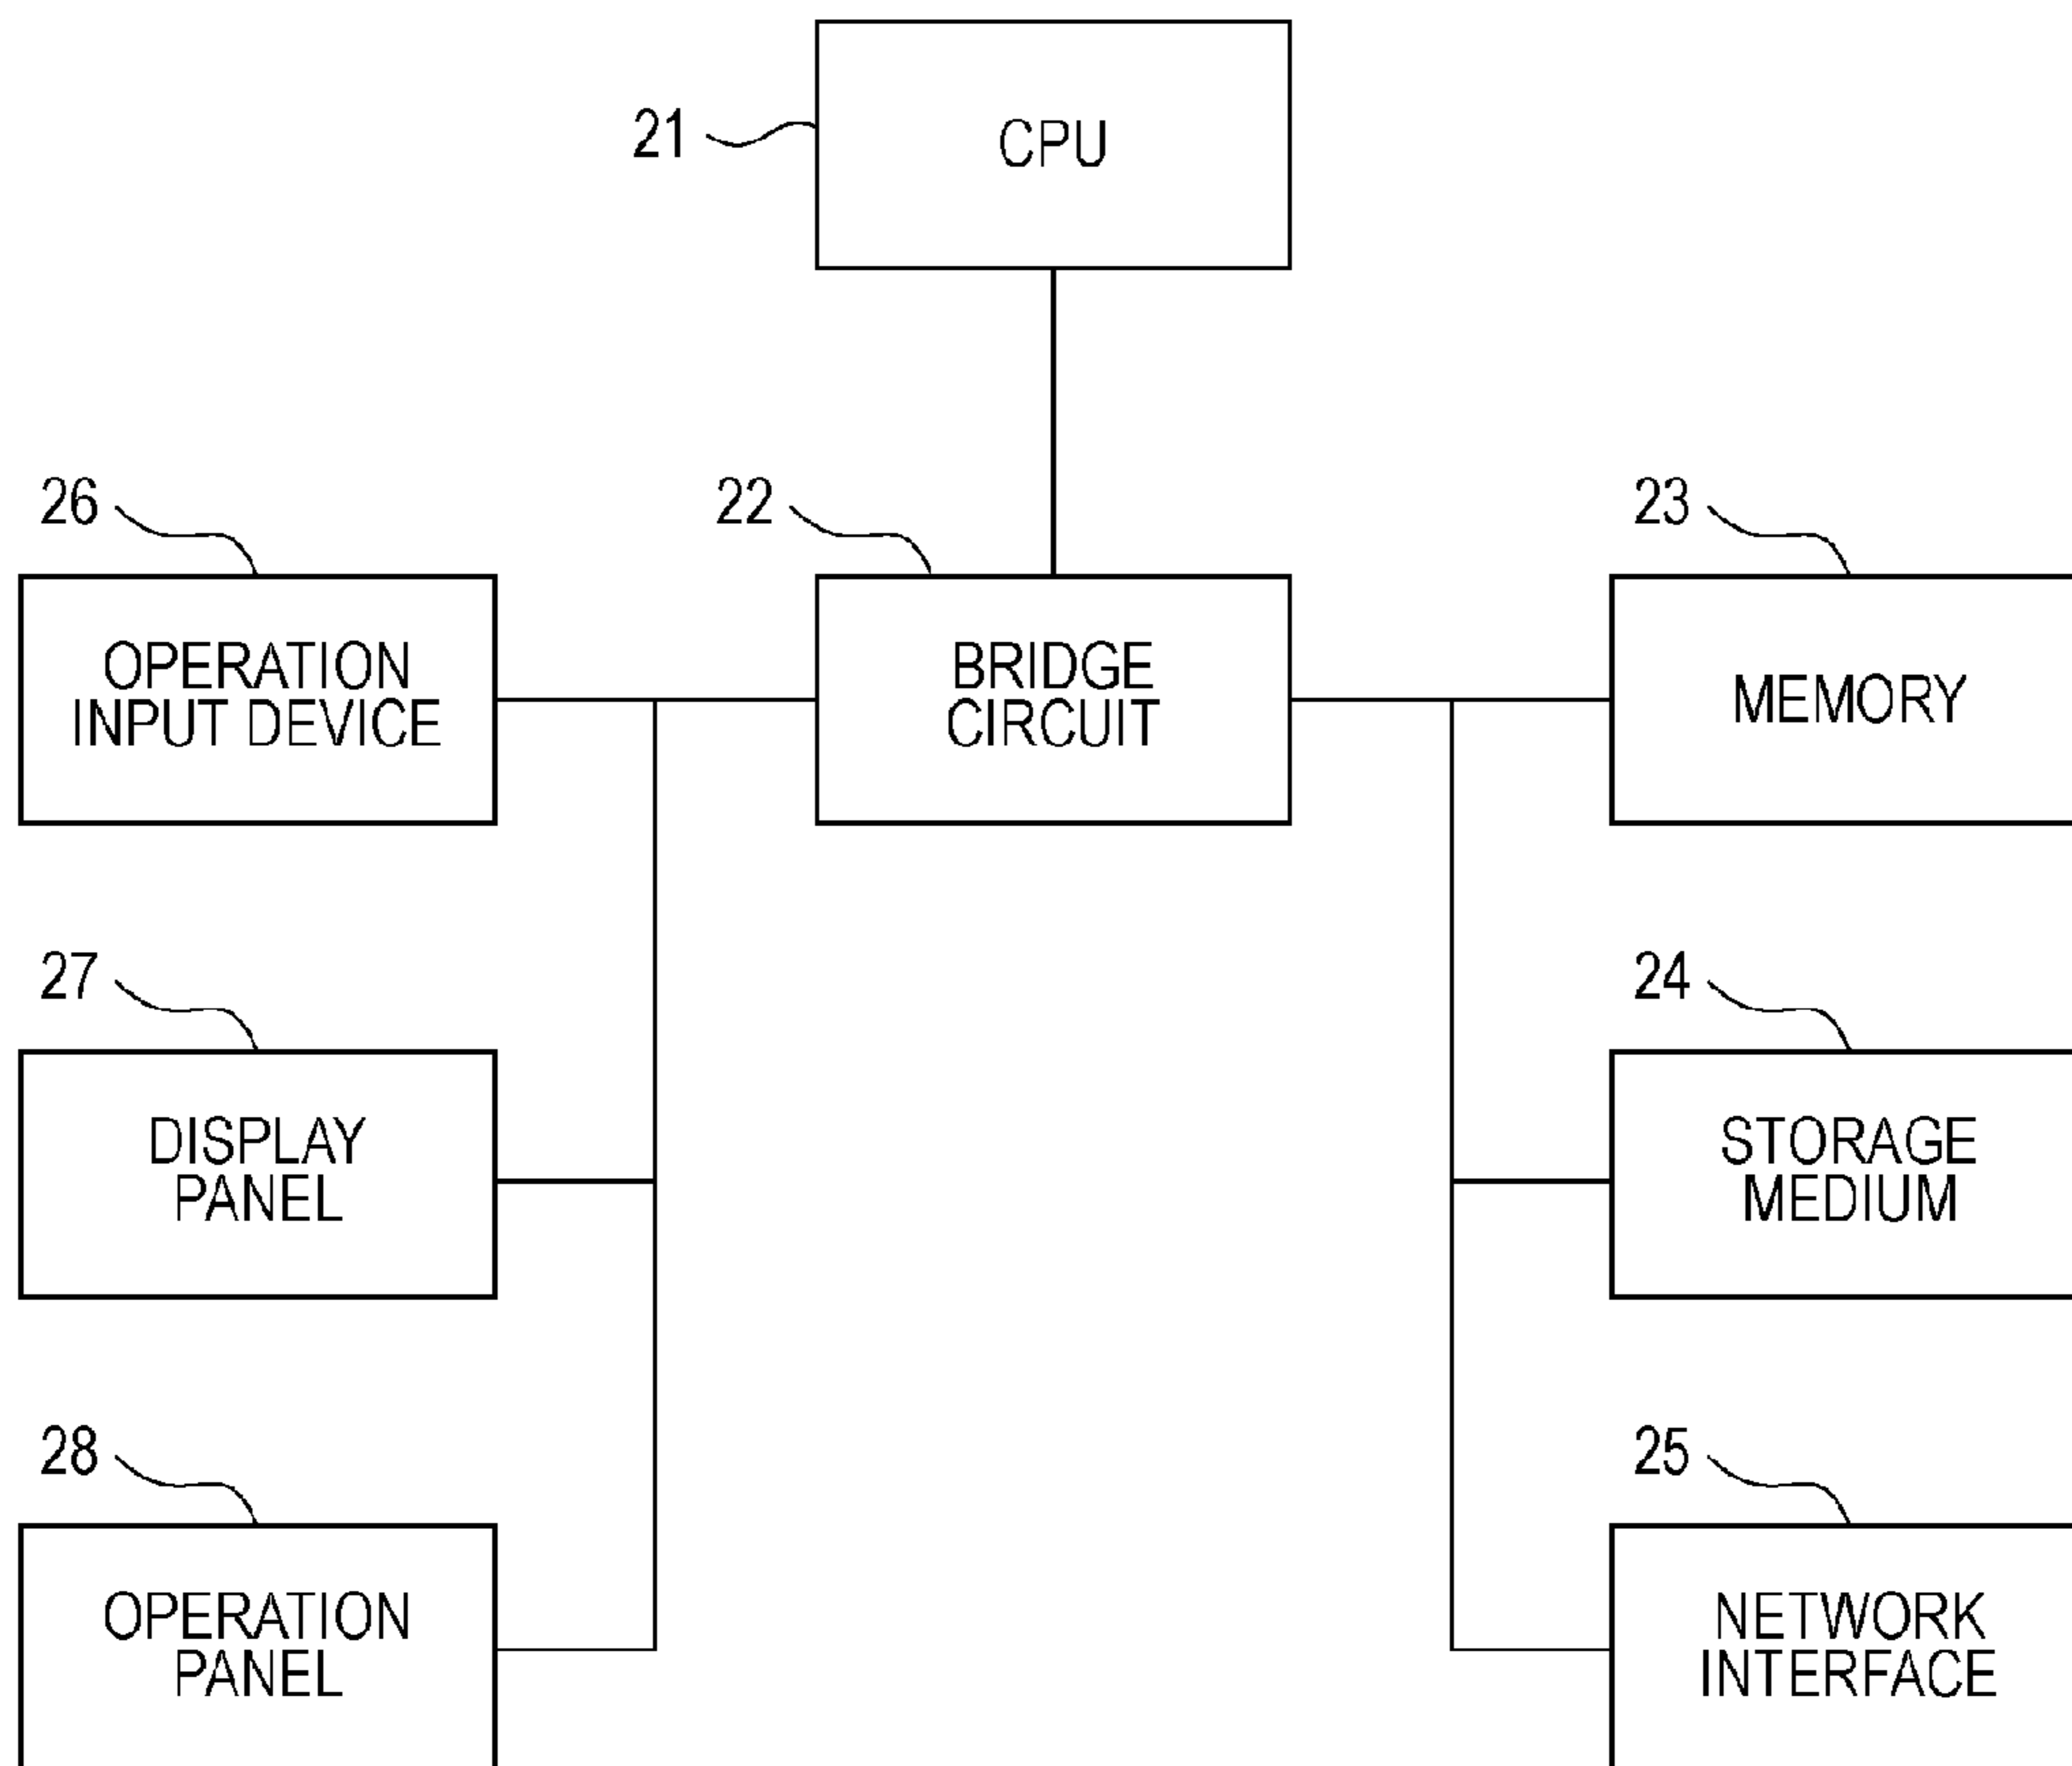 21
CPU
26
22
23
OPERATION
INPUT DEVICE
BRIDGE
CIRCUIT
MEMORY
27
24
DISPLAY
PANEL
STORAGE
MEDIUM
28
25
OPERATION
PANEL
NETWORK
INTERFACE